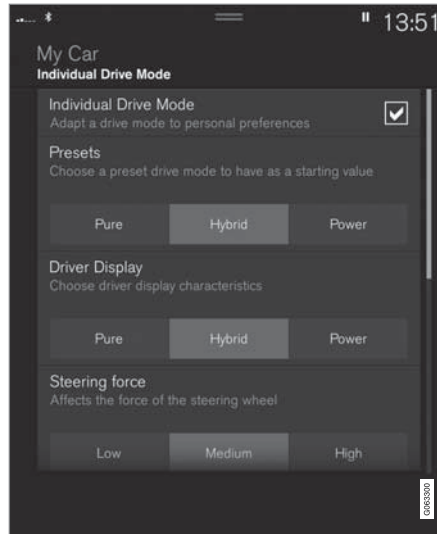 13:51
My Car
Individual Drive Mode
Individual Drive Mode
Adapt a drive mode to personal preferences
Presets
Choose a preset drive mode to have as a starting value
Pure Hybrid Power
Driver Display
Choose driver display characteristics
Pure Hybrid Power
Steering force
Affects the force of the steering wheel
Low Medium High
G063300